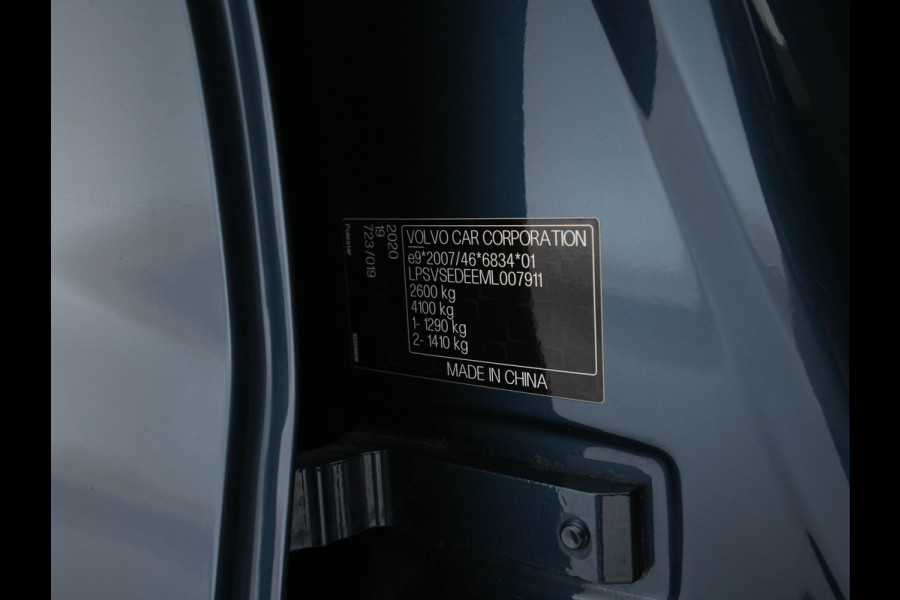 VOLVO CAR CORPORATION
e9*2007/46*6834*01
LPSVSEDEEML007911
2600 kg
4100 kg
1- 1290 kg
2- 1410 kg
MADE IN CHINA
2020
19
723/019
Polestar